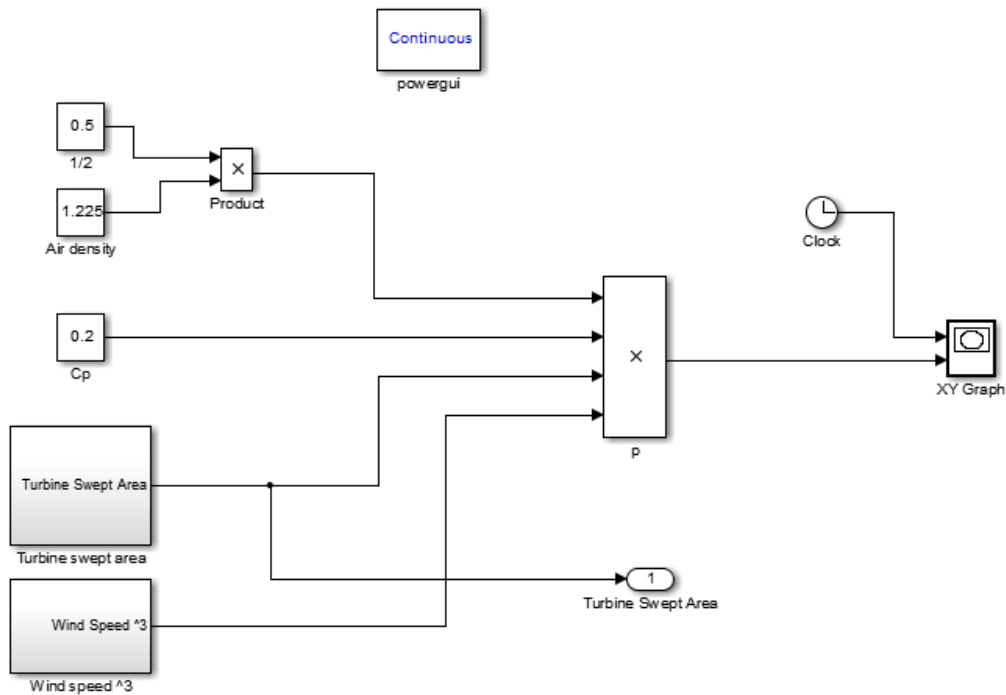 Continuous
powergui
0.5
1/2
×
Product
1.225
Air density
Clock
0.2
Cp
×
p
XY Graph
Turbine Swept Area
Turbine swept area
1
Turbine Swept Area
Wind Speed ^3
Wind speed ^3